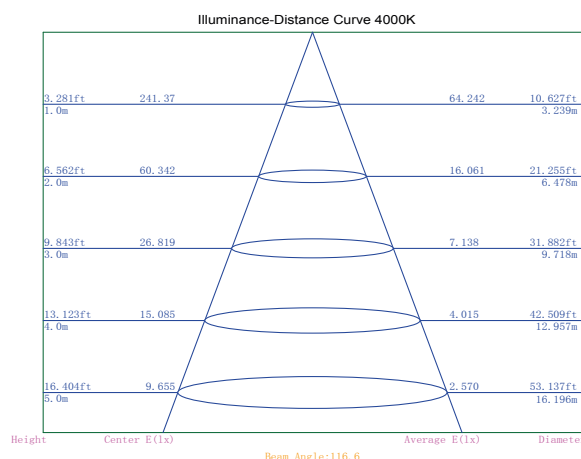 Illuminance-Distance Curve 4000K
3.281ft 241.37 64.242 10.627ft
1.0m 3.239m
6.562ft 60.342 16.061 21.255ft
2.0m 6.478m
9.843ft 26.819 7.138 31.882ft
3.0m 9.718m
13.123ft 15.085 4.015 42.509ft
4.0m 12.957m
16.404ft 9.655 2.570 53.137ft
5.0m 16.196m
Height Center E(lx) Average E(lx) Diamete
Beam Angle:116.6